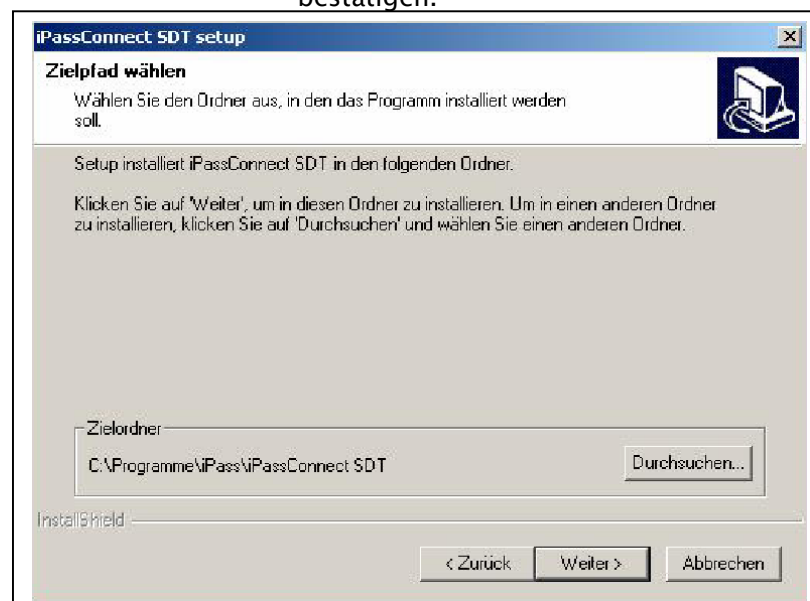 bestätigen.
iPassConnect SDT setup
Zielpfad wählen
Wählen Sie den Ordner aus, in den das Programm installiert werden
soll.
Setup installiert iPassConnect SDT in den folgenden Ordner.
Klicken Sie auf 'Weiter', um in diesen Ordner zu installieren. Um in einen anderen Ordner
zu installieren, klicken Sie auf 'Durchsuchen' und wählen Sie einen anderen Ordner.
Zielordner
C:\Programme\iPass\iPassConnect SDT
Durchsuchen...
InstallShield
< Zurück Weiter > Abbrechen